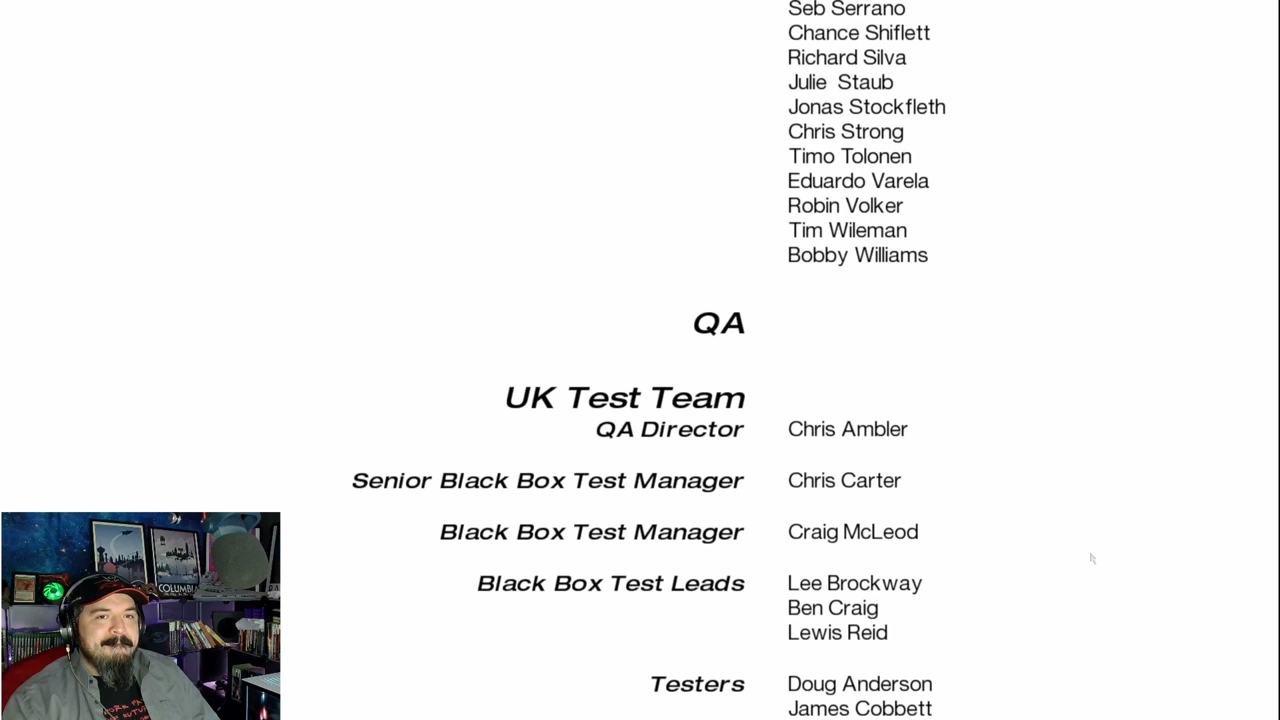 Seb Serrano
Chance Shiflett
Richard Silva
Julie  Staub
Jonas Stockfleth
Chris Strong
Timo Tolonen
Eduardo Varela
Robin Volker
Tim Wileman
Bobby Williams
QA
UK Test Team
QA Director Chris Ambler
Senior Black Box Test Manager Chris Carter
Black Box Test Manager Craig McLeod
Black Box Test Leads Lee Brockway
Ben Craig
Lewis Reid
Testers Doug Anderson
James Cobbett